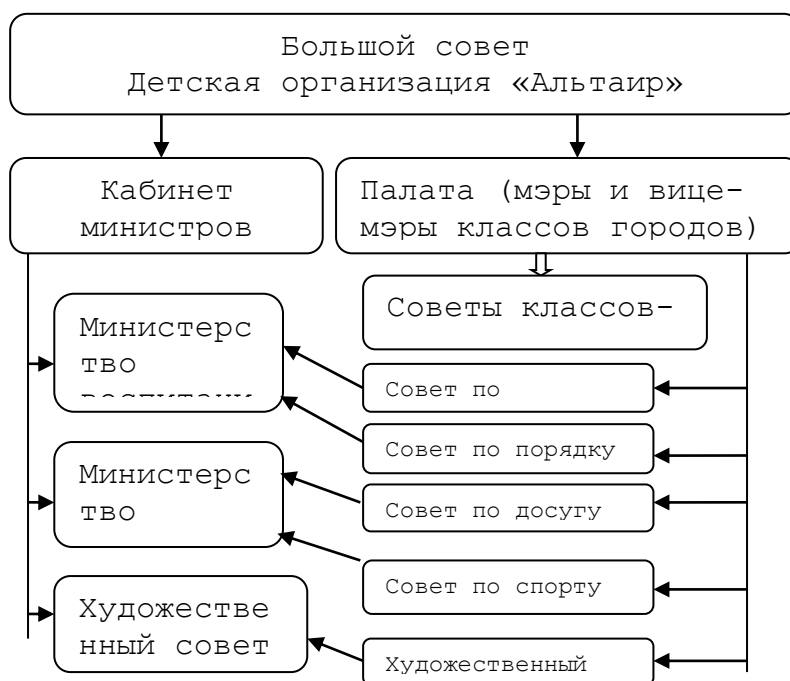 Большой совет
Детская организация «Альтаир»
Кабинет
министров
Палата (мэры и вице-
мэры классов городов)
Советы классов-
Министерс
тво
Совет по
Совет по порядку
Министерс
тво
Совет по досугу
Совет по спорту
Художестве
нный совет
Художественный